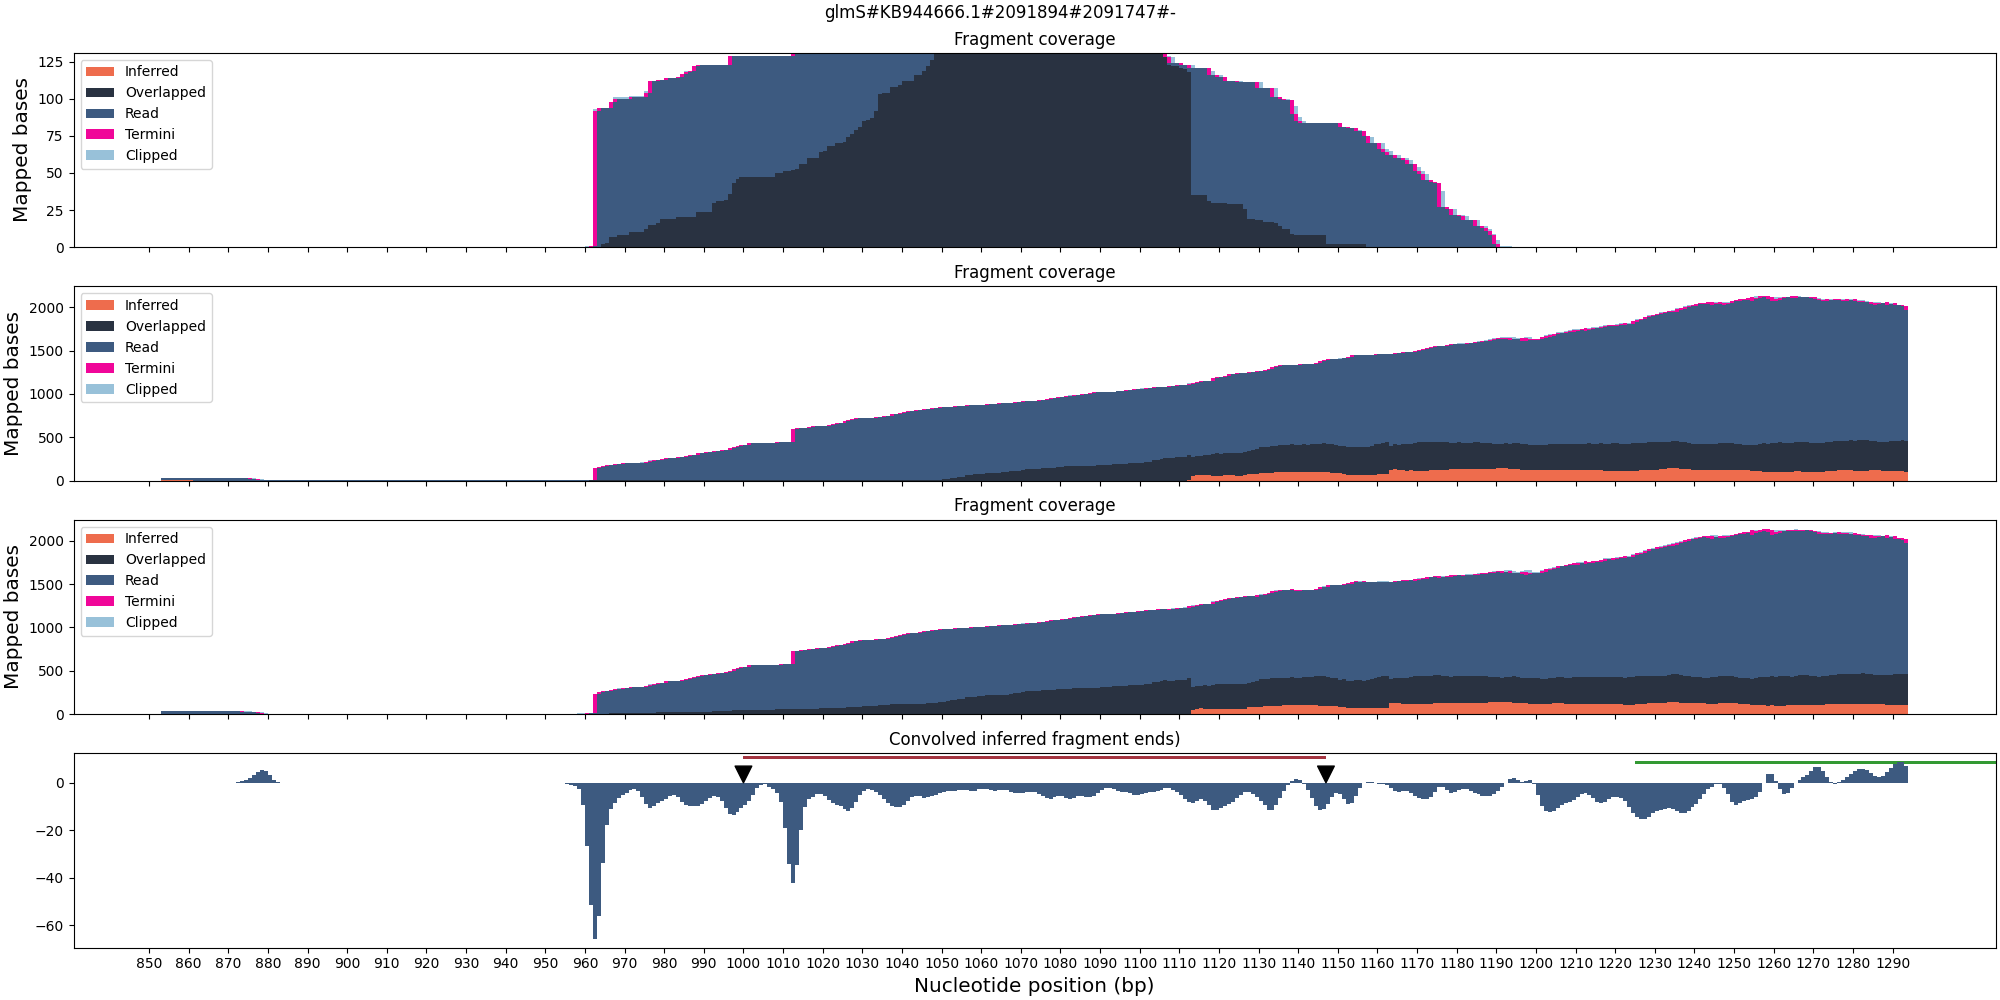 glmS#KB944666.1#2091894#2091747#-
Fragment coverage
Mapped bases
125
100
75
50
25
0
Inferred
Overlapped
Read
Termini
Clipped
Fragment coverage
Mapped bases
2000
1500
1000
500
0
Inferred
Overlapped
Read
Termini
Clipped
Fragment coverage
Mapped bases
2000
1500
1000
500
0
Inferred
Overlapped
Read
Termini
Clipped
Convolved inferred fragment ends)
0
−20
−40
−60
850 860 870 880 890 900 910 920 930 940 950 960 970 980 990 1000 1010 1020 1030 1040 1050 1060 1070 1080 1090 1100 1110 1120 1130 1140 1150 1160 1170 1180 1190 1200 1210 1220 1230 1240 1250 1260 1270 1280 1290
Nucleotide position (bp)